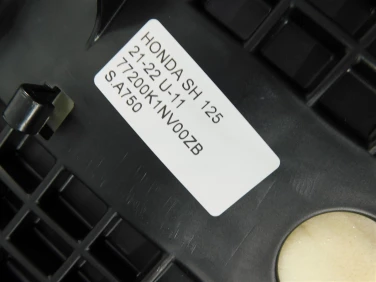 HONDA SH 125
21-22 U-11
77200K1NV00ZB
S.A750